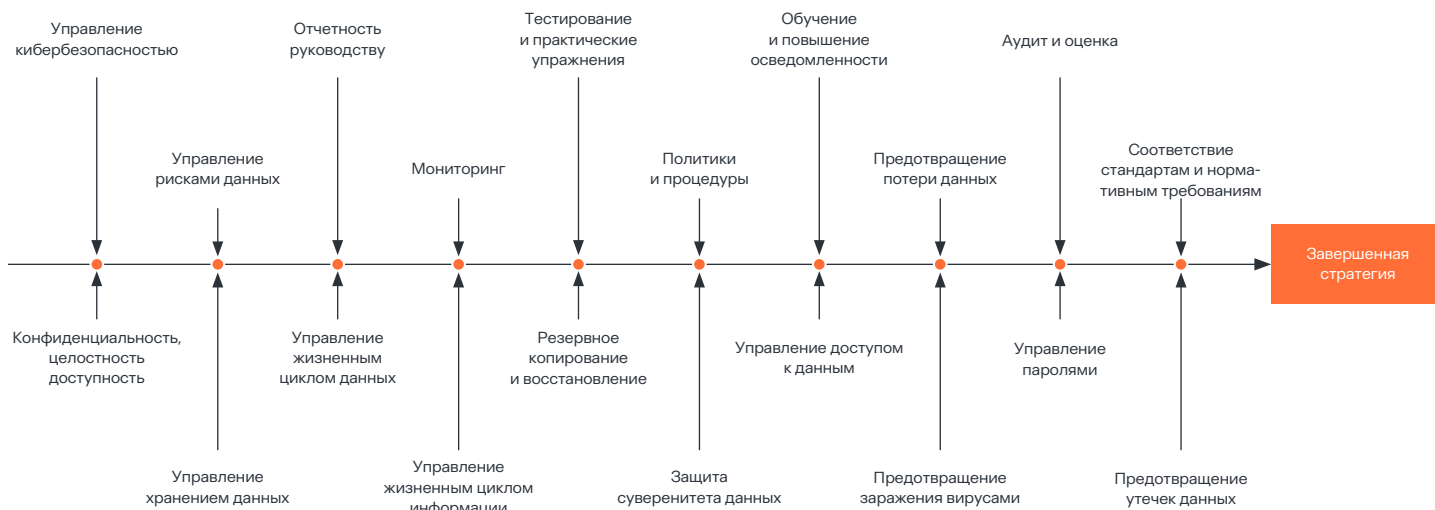 Управление
кибербезопасностью
Отчетность
руководству
Тестирование
и практические
упражнения
Обучение
и повышение
осведомленности
Аудит и оценка
Управление
рисками данных
Мониторинг
Политики
и процедуры
Предотвращение
потери данных
Соответствие
стандартам и норма-
тивным требованиям
Завершенная
стратегия
Конфиденциальность,
целостность
доступность
Управление
жизненным
циклом данных
Резервное
копирование
и восстановление
Управление доступом
к данным
Управление
паролями
Управление
хранением данных
Управление
жизненным циклом
информации
Защита
суверенитета данных
Предотвращение
заражения вирусами
Предотвращение
утечек данных